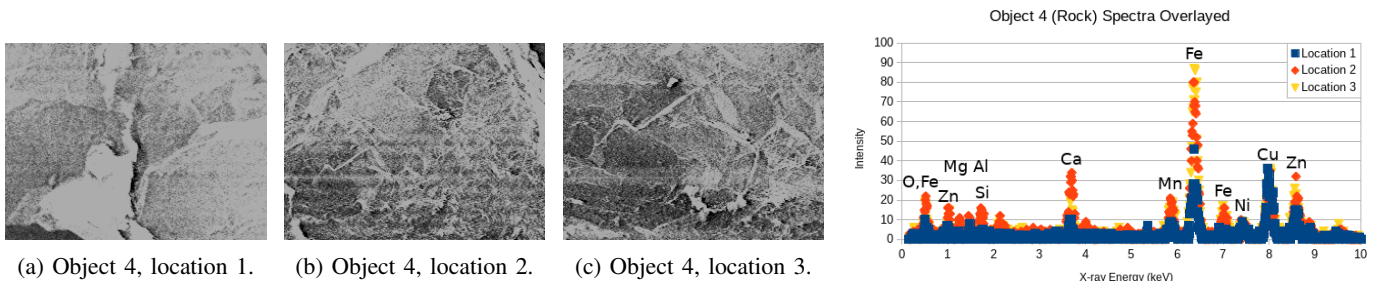 (a) Object 4, location 1.
(b) Object 4, location 2.
(c) Object 4, location 3.
Object 4 (Rock) Spectra Overlayed
100
90
80
70
60
50
40
30
20
10
0
Intensity
Fe
Location 1
Location 2
Location 3
Ca
Cu
Zn
Mg Al
O,Fe
Zn
Si
Mn
Fe
Ni
0 1 2 3 4 5 6 7 8 9 10
X-ray Energy (keV)